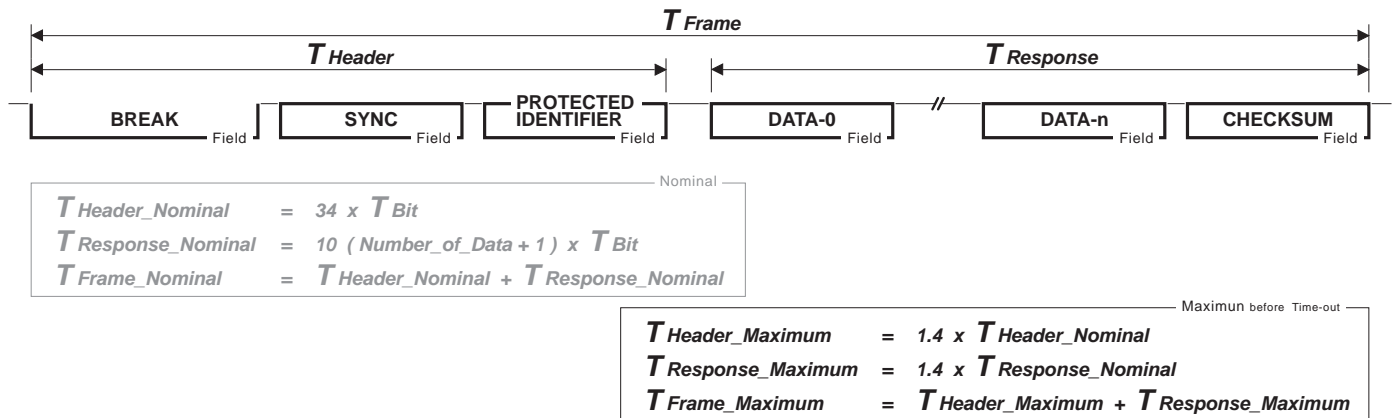 T Frame
T Header
T Response
BREAK
Field
SYNC
Field
PROTECTED
IDENTIFIER
Field
DATA-0
Field
//
DATA-n
Field
CHECKSUM
Field
Nominal
T Header_Nominal = 34 x T Bit
T Response_Nominal = 10 ( Number_of_Data + 1 ) x T Bit
T Frame_Nominal = T Header_Nominal + T Response_Nominal
Maximun before Time-out
T Header_Maximum = 1.4 x T Header_Nominal
T Response_Maximum = 1.4 x T Response_Nominal
T Frame_Maximum = T Header_Maximum + T Response_Maximum